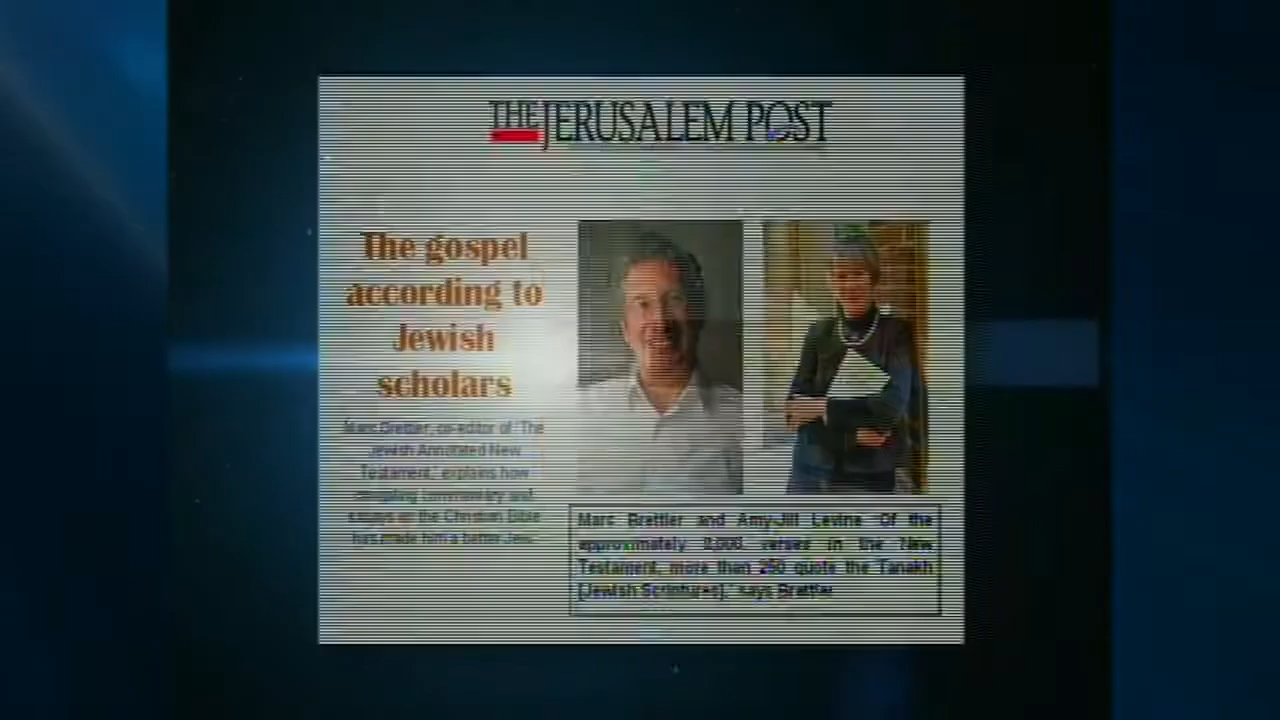 THE JERUSALEM POST
The gospel
according to
Jewish
scholars
Marc Brettler, co-editor of 'The
Jewish Annotated New
Testament,' explains how
compiling commentary and
essays on the Christian Bible
has made him a better Jew.
Marc Brettler and Amy-Jill Levine 'Of the
approximately 8,000 verses in the New
Testament, more than 250 quote the Tanakh
[Jewish Scriptures],' says Brettler